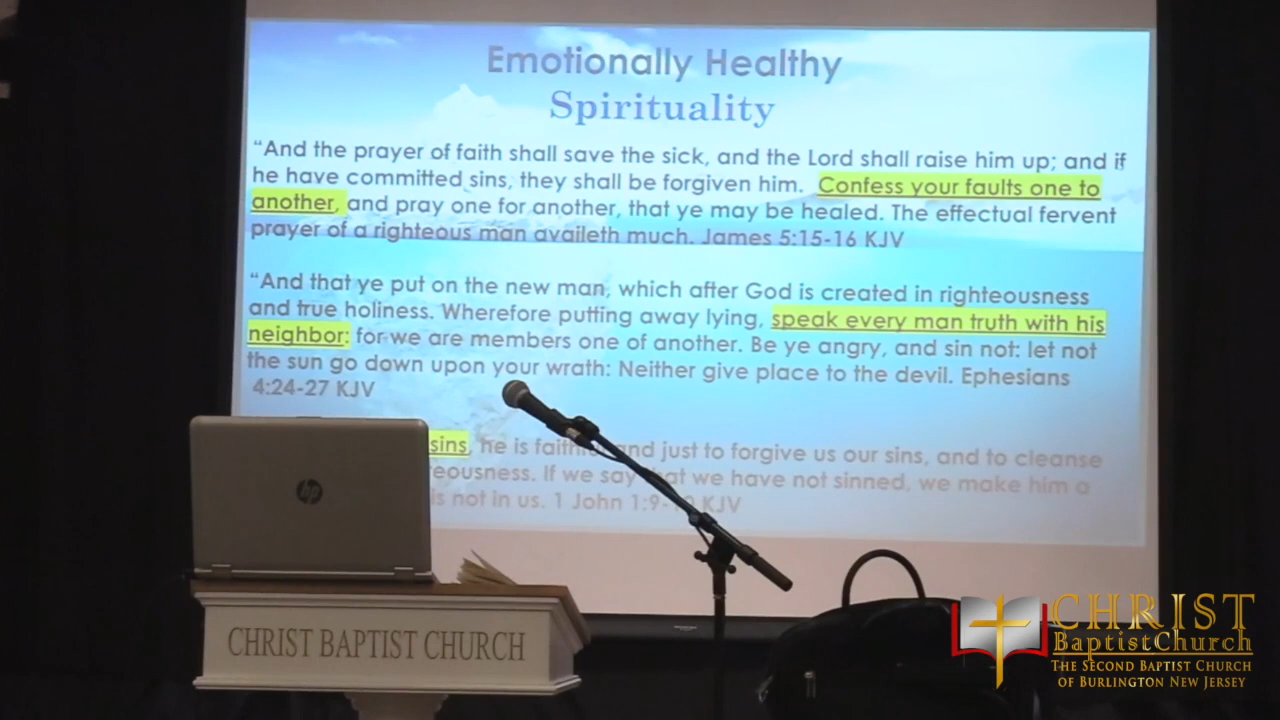 Emotionally Healthy
Spirituality
“And the prayer of faith shall save the sick, and the Lord shall raise him up; and if
he have committed sins, they shall be forgiven him. Confess your faults one to
another, and pray one for another, that ye may be healed. The effectual fervent
prayer of a righteous man availeth much. James 5:15-16 KJV
“And that ye put on the new man, which after God is created in righteousness
and true holiness. Wherefore putting away lying, speak every man truth with his
neighbor: for we are members one of another. Be ye angry, and sin not: let not
the sun go down upon your wrath: Neither give place to the devil. Ephesians
4:24-27 KJV
sins, he is and just to forgive us our sins, and to cleanse
If we say we have not sinned, we make him a
is not in us. 1 John KJV
hp
CHRIST BAPTIST CHURCH
CHRIST
BaptistChurch
THE SECOND BAPTIST CHURCH
OF BURLINGTON NEW JERSEY